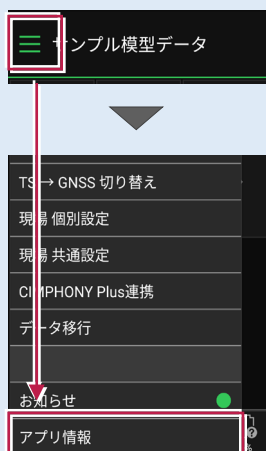 サンプル模型データ
TS → GNSS 切り替え
現場 個別設定
現場 共通設定
CIMPHONY Plus連携
データ移行
お知らせ
アプリ情報
?
%